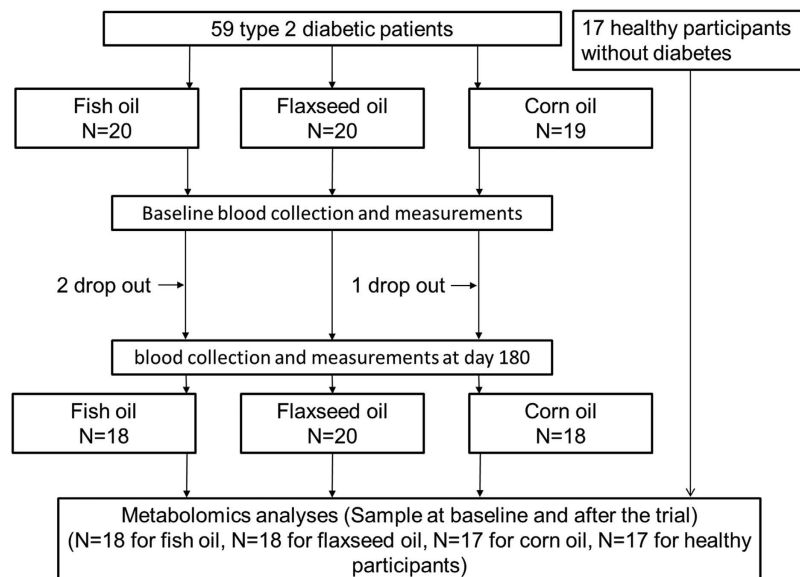 59 type 2 diabetic patients
17 healthy participants
without diabetes
Fish oil
N=20
Flaxseed oil
N=20
Corn oil
N=19
Baseline blood collection and measurements
2 drop out
1 drop out
blood collection and measurements at day 180
Fish oil
N=18
Flaxseed oil
N=20
Corn oil
N=18
Metabolomics analyses (Sample at baseline and after the trial)
(N=18 for fish oil, N=18 for flaxseed oil, N=17 for corn oil, N=17 for healthy
participants)